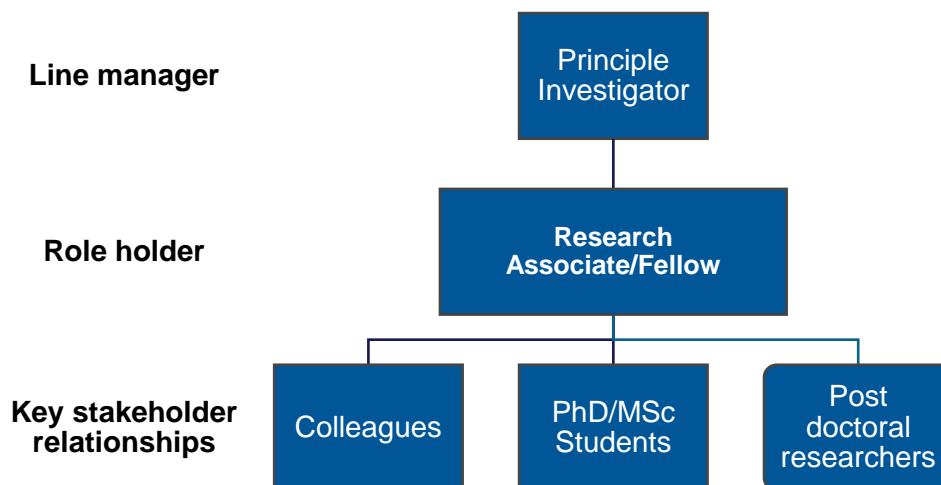 Line manager
Principle
Investigator
Role holder
Research
Associate/Fellow
Key stakeholder
relationships
Colleagues
PhD/MSc
Students
Post
doctoral
researchers